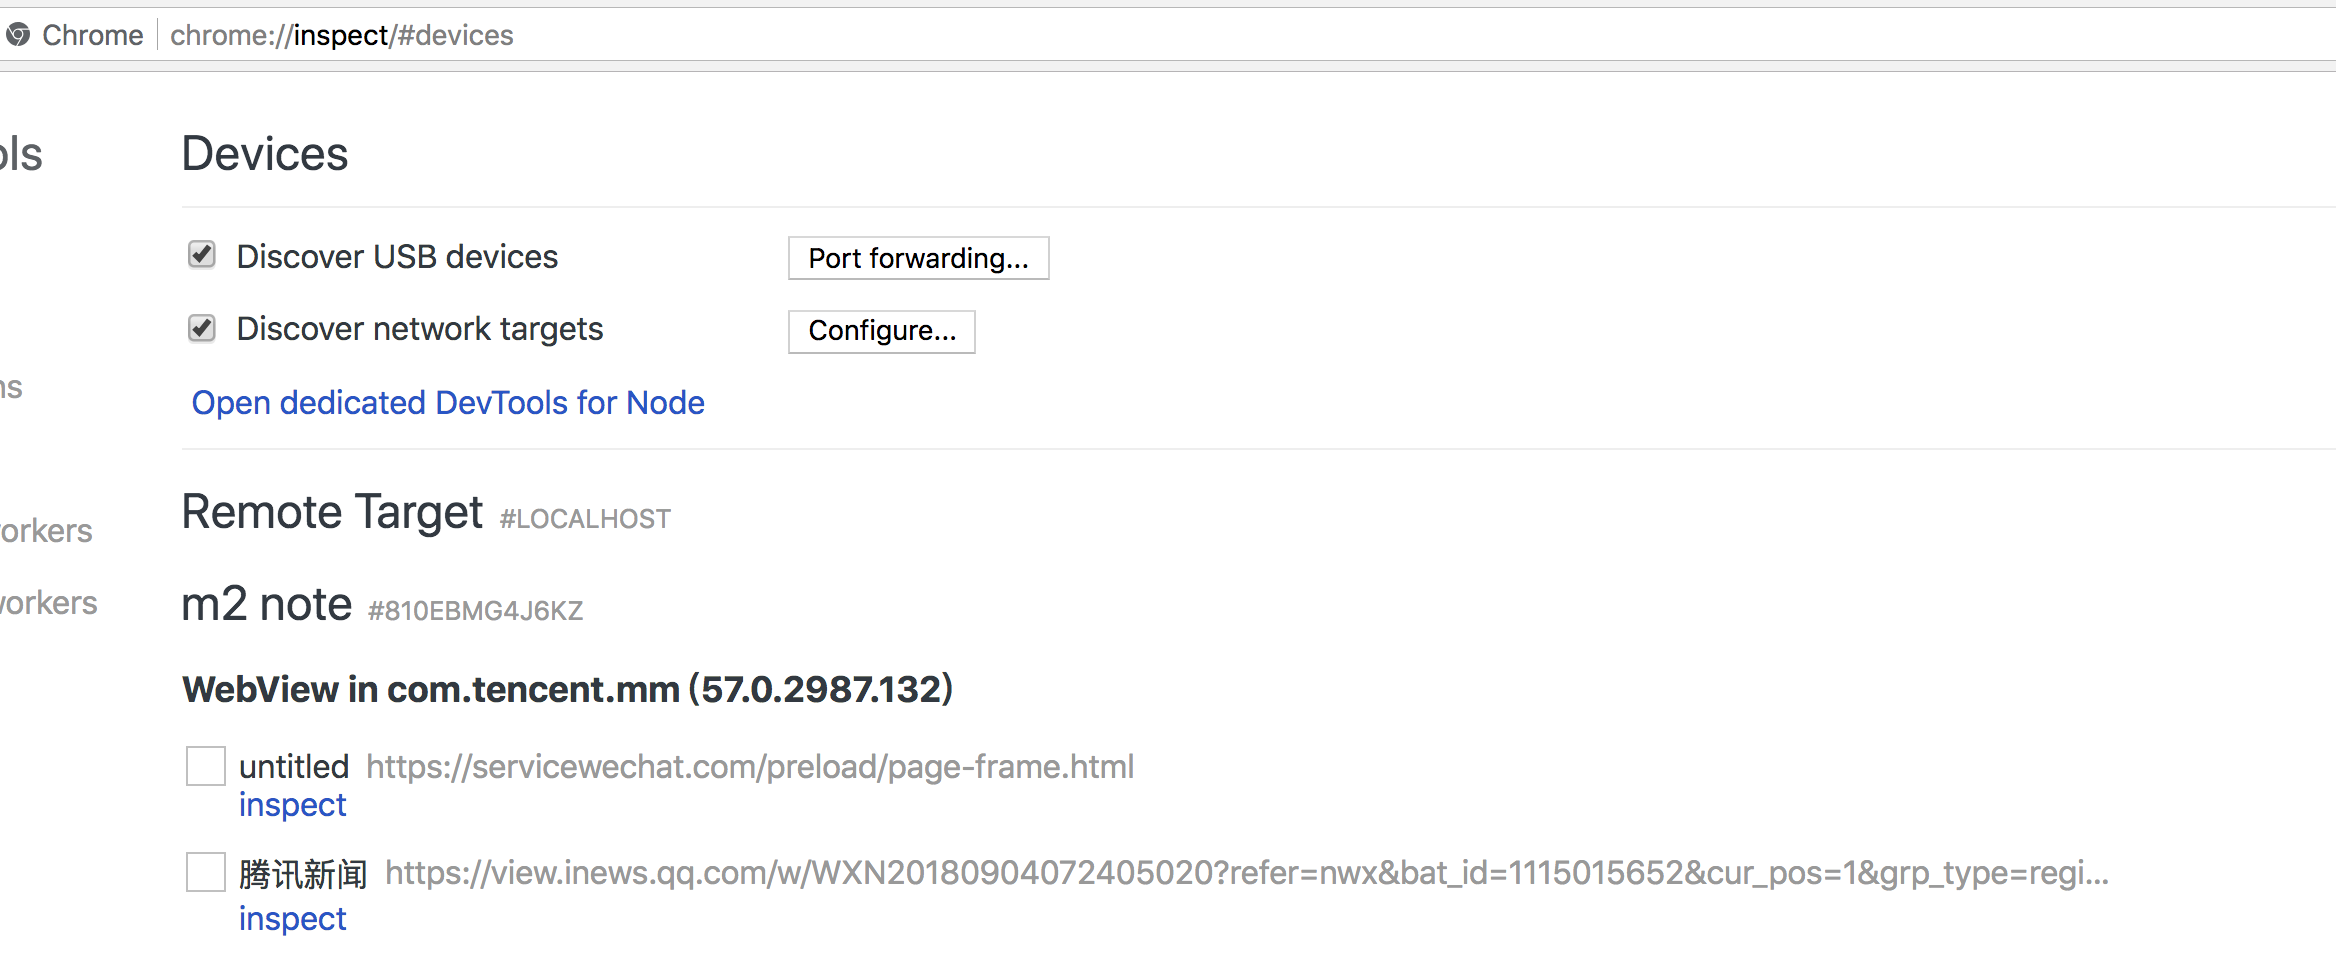 Chrome chrome://inspect/#devices
ols
Devices
Discover USB devices
Port forwarding...
Discover network targets
Configure...
ns
Open dedicated DevTools for Node
Remote Target #LOCALHOST
orkers
m2 note #810EBMG4J6KZ
workers
WebView in com.tencent.mm (57.0.2987.132)
untitled https://servicewechat.com/preload/page-frame.html
inspect
腾讯新闻 https://view.inews.qq.com/w/WXN20180904072405020?refer=nwx&bat_id=1115015652&cur_pos=1&grp_type=regi...
inspect